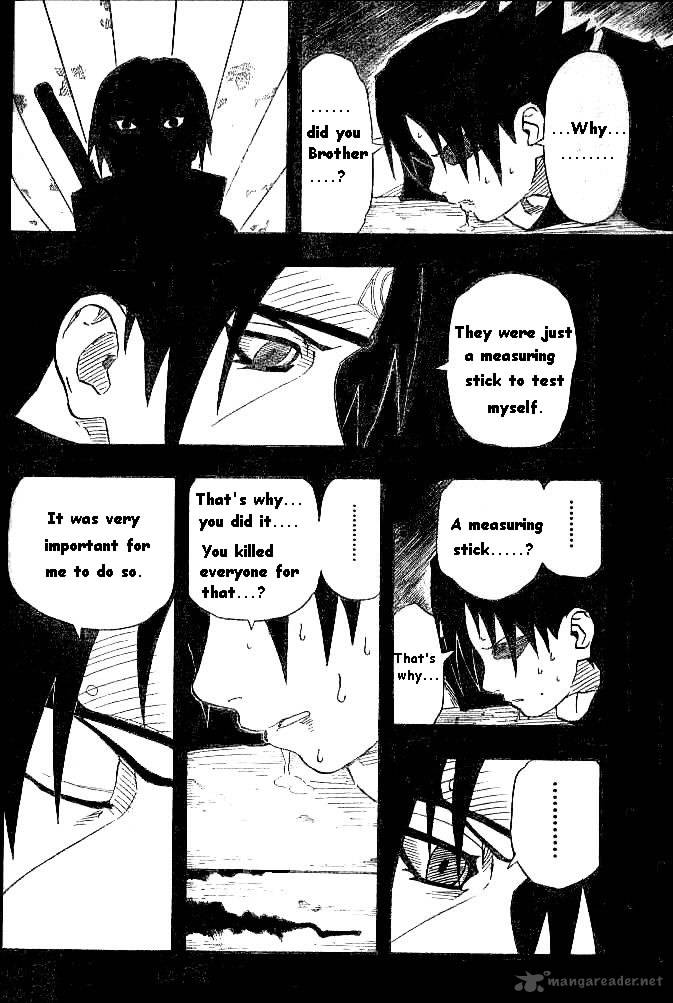 ...Why...
........
......
did you
Brother
....?
They were just
a measuring
stick to test
myself.
........
A measuring
stick.....?
That's
why...
.........
........
That's why...
you did it....
You killed
everyone for
that...?
It was very
important for
me to do so.
mangareader.net